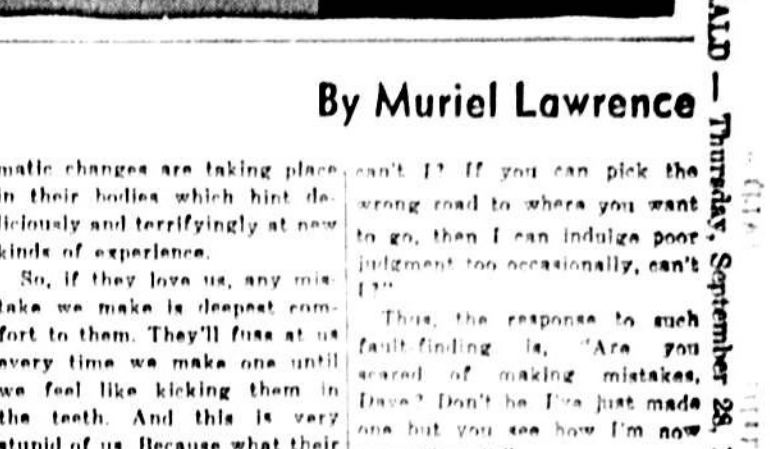 By Muriel Lawrence
matic changes are taking place
in their bodies which hint de-
liciously and terrifyingly at new
kinds of experience.
So, if they love us, any mis-
take we make is deepest com-
fort to them. They'll fuss at us
every time we make one until
we feel like kicking them in
the teeth. And this is very
stupid of us. Because what their
can't I? If you can pick the
wrong road to where you want
to go, then I can indulge poor
judgment too occasionally, can't
I?"
Thus, the response to such
fault-finding is, "Are you
scared of making mistakes,
Dave? Don't be I've just made
one but you see how I'm now
ALD — Thursday, September 28,